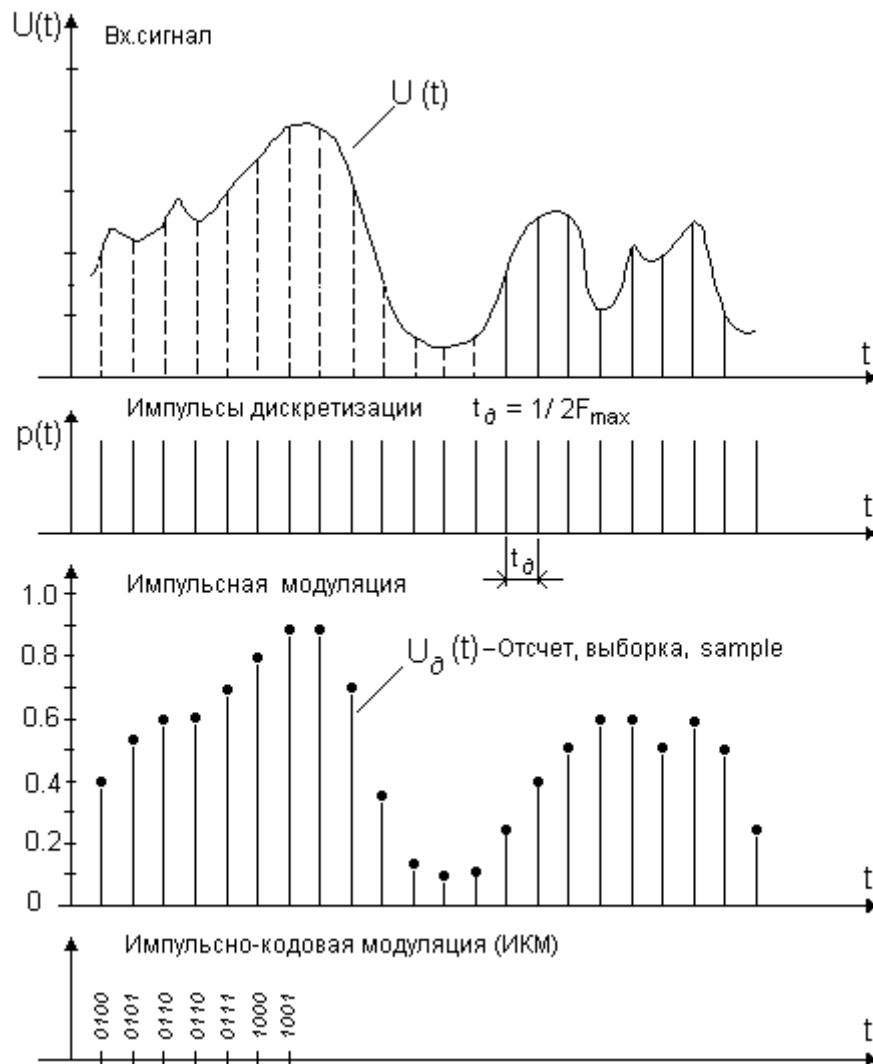 U(t)
Вх.сигнал
U (t)
t
Импульсы дискретизации t∂ = 1/ 2Fmax
p(t)
t
t∂
Импульсная модуляция
1.0
0.8
U∂ (t) – Отсчет, выборка, sample
0.6
0.4
0.2
0
t
Импульсно-кодовая модуляция (ИКМ)
0100
0101
0110
0110
0111
1000
1001
t